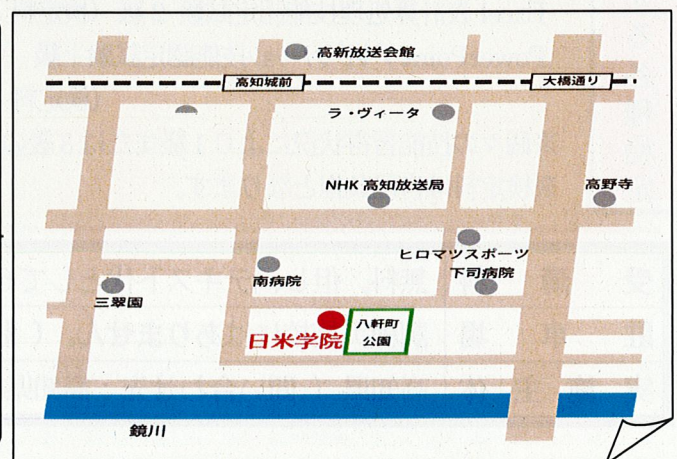 高新放送会館
高知城前
大橋通り
ラ・ヴィータ
NHK 高知放送局
高野寺
ヒロマツスポーツ
下司病院
南病院
三翠園
日米学院
八軒町
公園
鏡川